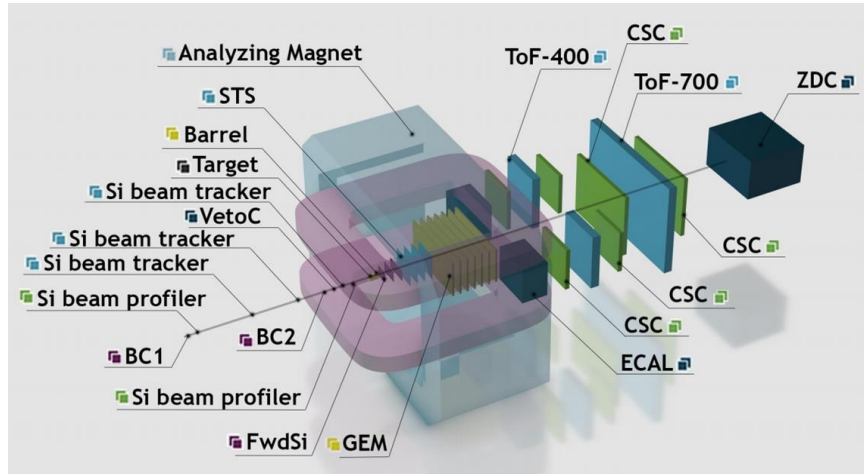 CSC
ToF-400
Analyzing Magnet
ToF-700
ZDC
STS
Barrel
Target
Si beam tracker
VetoC
Si beam tracker
CSC
Si beam tracker
CSC
Si beam profiler
CSC
BC2
BC1
ECAL
Si beam profiler
FwdSi
GEM